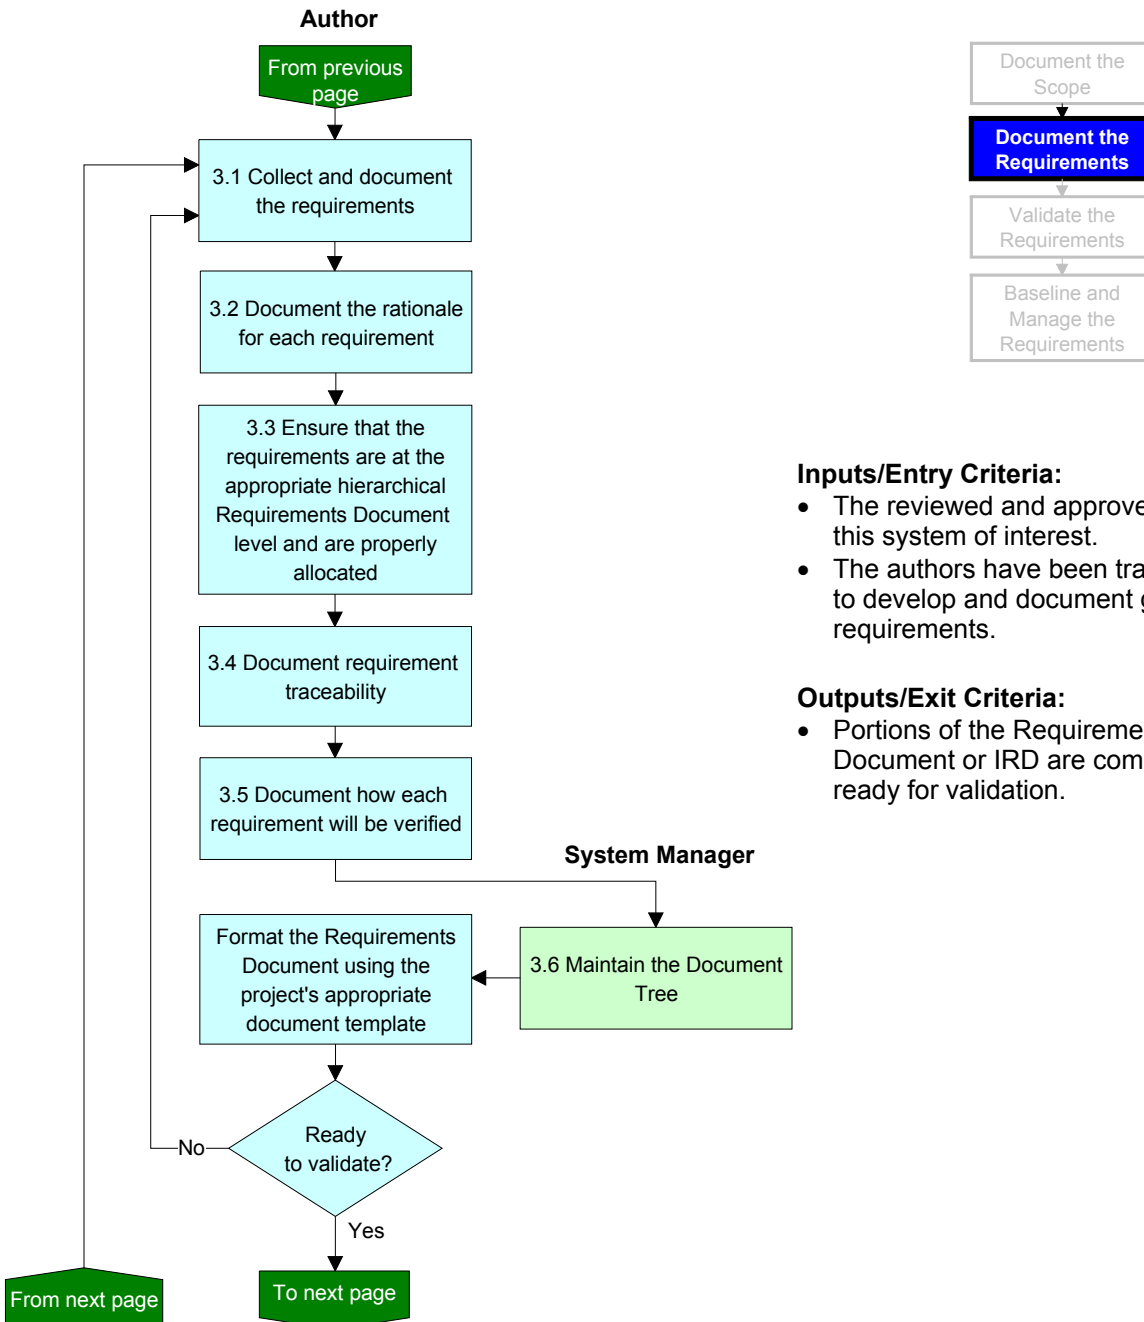 Author
From previous
page
3.1 Collect and document
the requirements
3.2 Document the rationale
for each requirement
3.3 Ensure that the
requirements are at the
appropriate hierarchical
Requirements Document
level and are properly
allocated
3.4 Document requirement
traceability
3.5 Document how each
requirement will be verified
System Manager
3.6 Maintain the Document
Tree
Format the Requirements
Document using the
project's appropriate
document template
Ready
to validate?
No
Yes
From next page
To next page
Document the
Scope
Document the
Requirements
Validate the
Requirements
Baseline and
Manage the
Requirements
Inputs/Entry Criteria:
• The reviewed and approve
this system of interest.
• The authors have been tra
to develop and document g
requirements.
Outputs/Exit Criteria:
• Portions of the Requireme
Document or IRD are com
ready for validation.